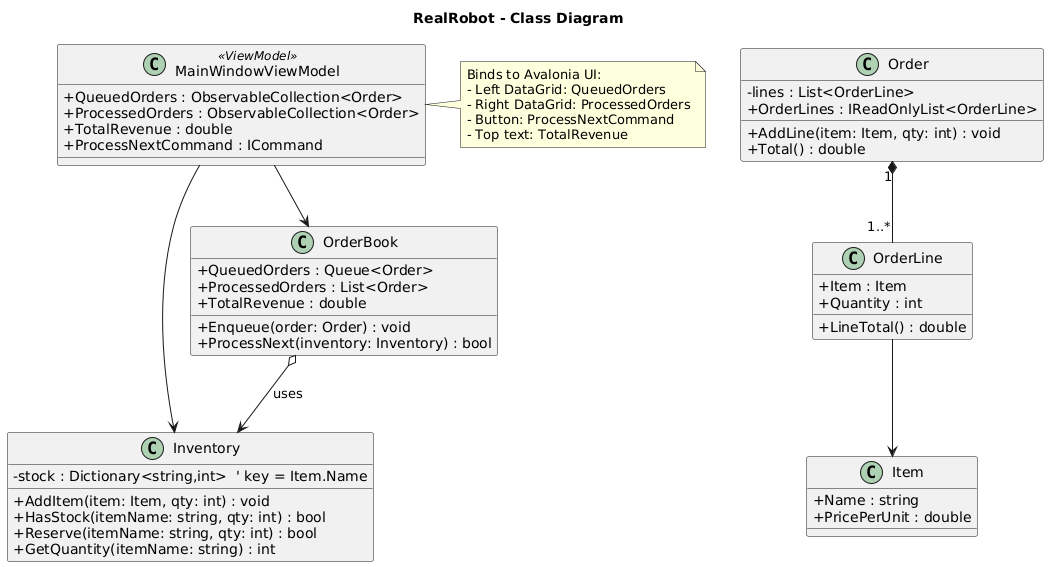 RealRobot - Class Diagram
C
«ViewModel»
MainWindowViewModel
+QueuedOrders : ObservableCollection<Order>
+ProcessedOrders : ObservableCollection<Order>
+TotalRevenue : double
+ProcessNextCommand : ICommand
Binds to Avalonia UI:
- Left DataGrid: QueuedOrders
- Right DataGrid: ProcessedOrders
- Button: ProcessNextCommand
- Top text: TotalRevenue
C Order
-lines : List<OrderLine>
+OrderLines : IReadOnlyList<OrderLine>
+AddLine(item: Item, qty: int) : void
+Total() : double
1
1..*
C OrderBook
+QueuedOrders : Queue<Order>
+ProcessedOrders : List<Order>
+TotalRevenue : double
+Enqueue(order: Order) : void
+ProcessNext(inventory: Inventory) : bool
C OrderLine
+Item : Item
+Quantity : int
+LineTotal() : double
uses
C Inventory
-stock : Dictionary<string,int>  ' key = Item.Name
+AddItem(item: Item, qty: int) : void
+HasStock(itemName: string, qty: int) : bool
+Reserve(itemName: string, qty: int) : bool
+GetQuantity(itemName: string) : int
C Item
+Name : string
+PricePerUnit : double